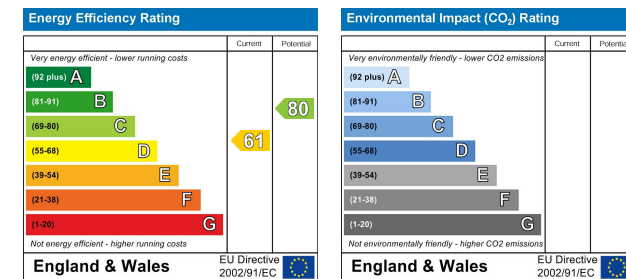 Energy Efficiency Rating
Current Potential
Very energy efficient - lower running costs
(92 plus) A
(81-91) B
80
(69-80) C
61
(55-68) D
(39-54) E
(21-38) F
(1-20) G
Not energy efficient - higher running costs
England & Wales
EU Directive
2002/91/EC
Environmental Impact (CO2) Rating
Current Potential
Very environmentally friendly - lower CO2 emissions
(92 plus) A
(81-91) B
(69-80) C
(55-68) D
(39-54) E
(21-38) F
(1-20) G
Not environmentally friendly - higher CO2 emissions
England & Wales
EU Directive
2002/91/EC